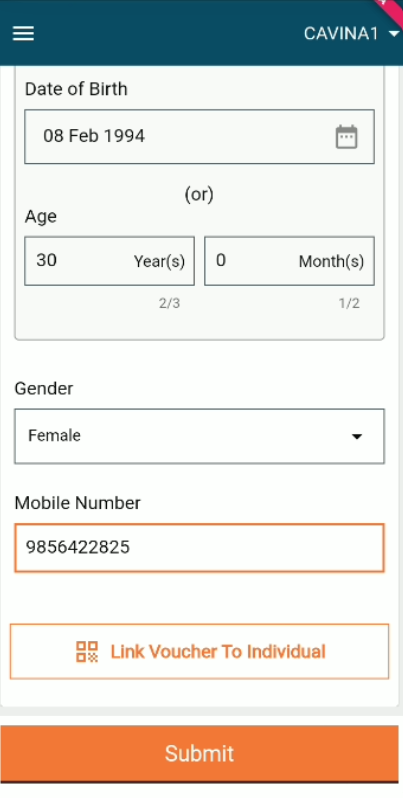 CAVINA1
Date of Birth
08 Feb 1994
(or)
Age
30 Year(s) 0 Month(s)
2/3 1/2
Gender
Female
Mobile Number
9856422825
Link Voucher To Individual
Submit